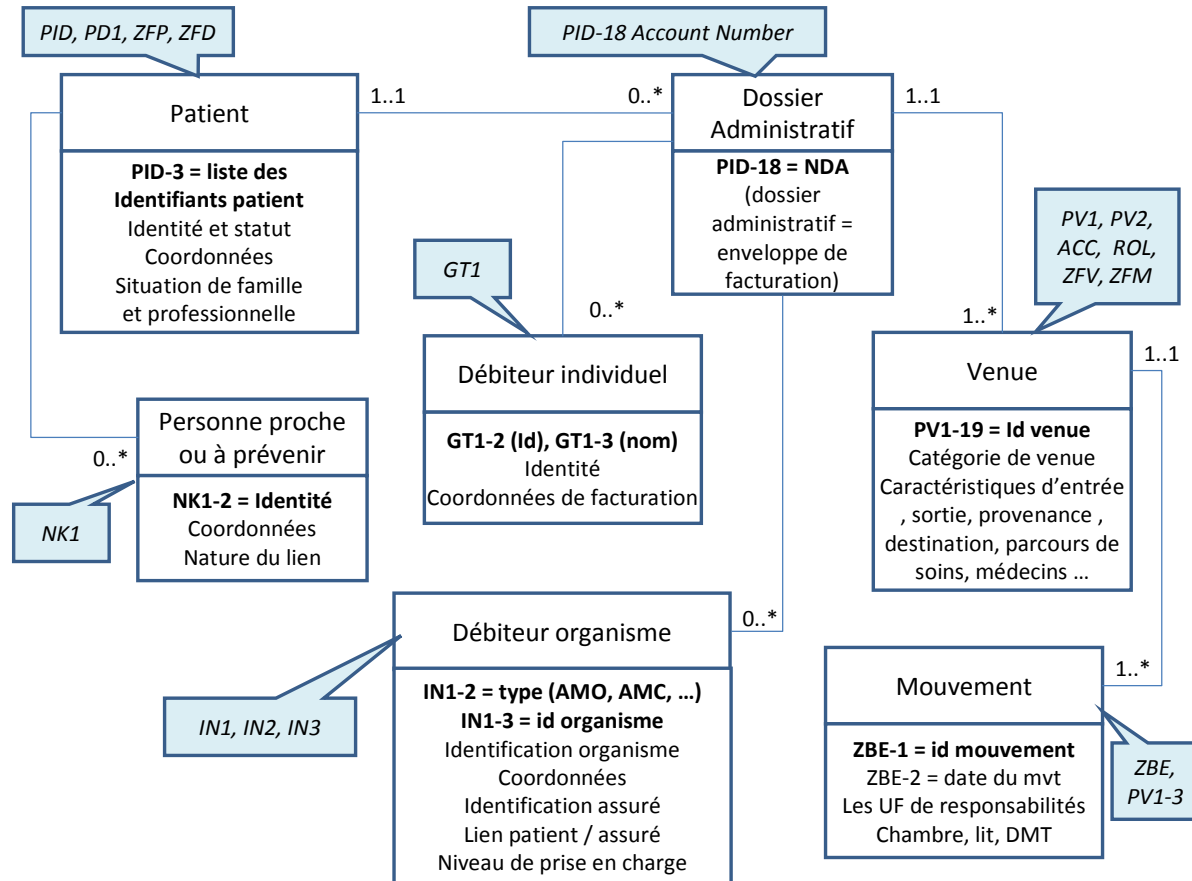 PID, PD1, ZFP, ZFD
PID-18 Account Number
Patient
1..1
0..*
Dossier
Administratif
1..1
PID-3 = liste des
Identifiants patient
Identité et statut
Coordonnées
Situation de famille
et professionnelle
PID-18 = NDA
(dossier
administratif =
enveloppe de
facturation)
PV1, PV2,
ACC, ROL,
ZFV, ZFM
GT1
0..*
1..*
Débiteur individuel
GT1-2 (Id), GT1-3 (nom)
Identité
Coordonnées de facturation
Venue
1..1
PV1-19 = Id venue
Catégorie de venue
Caractéristiques d’entrée
, sortie, provenance ,
destination, parcours de
soins, médecins …
Personne proche
ou à prévenir
0..*
NK1-2 = Identité
Coordonnées
Nature du lien
NK1
Débiteur organisme
0..*
IN1-2 = type (AMO, AMC, …)
IN1-3 = id organisme
Identification organisme
Coordonnées
Identification assuré
Lien patient / assuré
Niveau de prise en charge
IN1, IN2, IN3
Mouvement
1..*
ZBE-1 = id mouvement
ZBE-2 = date du mvt
Les UF de responsabilités
Chambre, lit, DMT
ZBE,
PV1-3